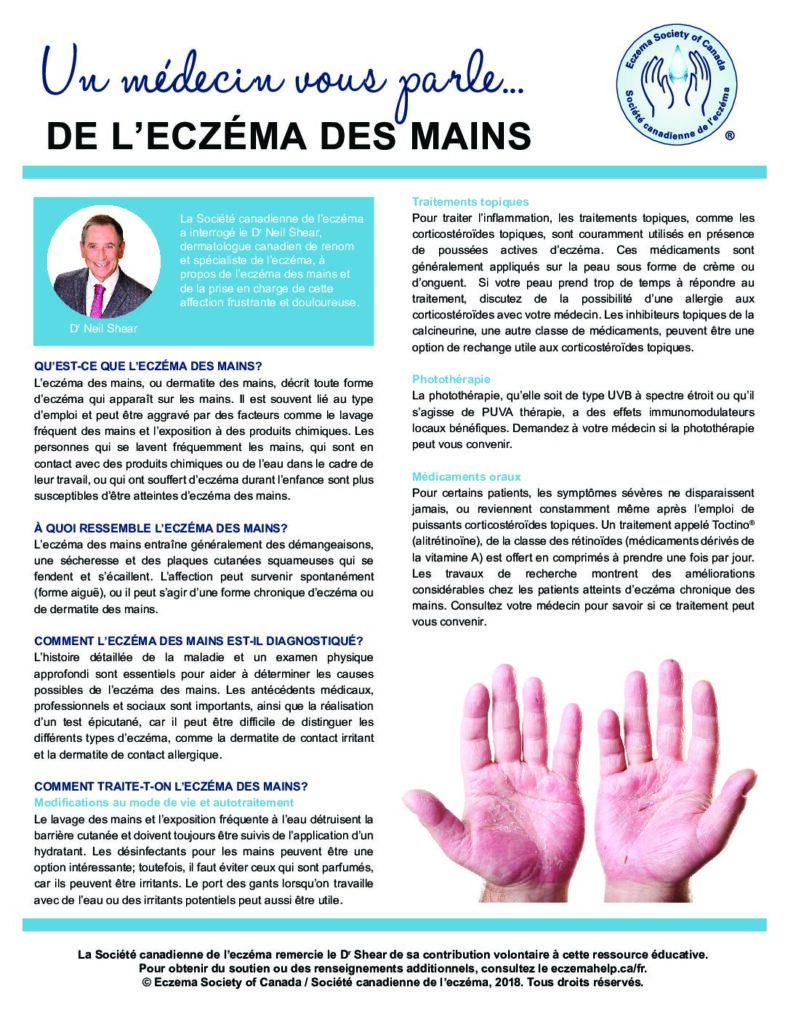 Un médecin vous parle...
DE L'ECZÉMA DES MAINS
Eczema Society of Canada
Société canadienne de l'eczéma
®
La Société canadienne de l'eczéma
a interrogé le Dr Neil Shear,
dermatologue canadien de renom
et spécialiste de l'eczéma, à
propos de l'eczéma des mains et
de la prise en charge de cette
affection frustrante et douloureuse.
Dr Neil Shear
QU'EST-CE QUE L'ECZÉMA DES MAINS?
L'eczéma des mains, ou dermatite des mains, décrit toute forme
d'eczéma qui apparaît sur les mains. Il est souvent lié au type
d'emploi et peut être aggravé par des facteurs comme le lavage
fréquent des mains et l'exposition à des produits chimiques. Les
personnes qui se lavent fréquemment les mains, qui sont en
contact avec des produits chimiques ou de l'eau dans le cadre de
leur travail, ou qui ont souffert d'eczéma durant l'enfance sont plus
susceptibles d'être atteintes d'eczéma des mains.
À QUOI RESSEMBLE L'ECZÉMA DES MAINS?
L'eczéma des mains entraîne généralement des démangeaisons,
une sécheresse et des plaques cutanées squameuses qui se
fendent et s'écaillent. L'affection peut survenir spontanément
(forme aiguë), ou il peut s'agir d'une forme chronique d'eczéma ou
de dermatite des mains.
COMMENT L'ECZÉMA DES MAINS EST-IL DIAGNOSTIQUÉ?
L'histoire détaillée de la maladie et un examen physique
approfondi sont essentiels pour aider à déterminer les causes
possibles de l'eczéma des mains. Les antécédents médicaux,
professionnels et sociaux sont importants, ainsi que la réalisation
d'un test épicutané, car il peut être difficile de distinguer les
différents types d'eczéma, comme la dermatite de contact irritant
et la dermatite de contact allergique.
COMMENT TRAITE-T-ON L'ECZÉMA DES MAINS?
Modifications au mode de vie et autotraitement
Le lavage des mains et l'exposition fréquente à l'eau détruisent la
barrière cutanée et doivent toujours être suivis de l'application d'un
hydratant. Les désinfectants pour les mains peuvent être une
option intéressante; toutefois, il faut éviter ceux qui sont parfumés,
car ils peuvent être irritants. Le port des gants lorsqu'on travaille
avec de l'eau ou des irritants potentiels peut aussi être utile.
Traitements topiques
Pour traiter l'inflammation, les traitements topiques, comme les
corticostéroïdes topiques, sont couramment utilisés en présence
de poussées actives d'eczéma. Ces médicaments sont
généralement appliqués sur la peau sous forme de crème ou
d'onguent. Si votre peau prend trop de temps à répondre au
traitement, discutez de la possibilité d'une allergie aux
corticostéroïdes avec votre médecin. Les inhibiteurs topiques de la
calcineurine, une autre classe de médicaments, peuvent être une
option de rechange utile aux corticostéroïdes topiques.
Photothérapie
La photothérapie, qu'elle soit de type UVB à spectre étroit ou qu'il
s'agisse de PUVA thérapie, a des effets immunomodulateurs
locaux bénéfiques. Demandez à votre médecin si la photothérapie
peut vous convenir.
Médicaments oraux
Pour certains patients, les symptômes sévères ne disparaissent
jamais, ou reviennent constamment même après l'emploi de
puissants corticostéroïdes topiques. Un traitement appelé Toctino®
(alitrétinoïne), de la classe des rétinoïdes (médicaments dérivés de
la vitamine A) est offert en comprimés à prendre une fois par jour.
Les travaux de recherche montrent des améliorations
considérables chez les patients atteints d'eczéma chronique des
mains. Consultez votre médecin pour savoir si ce traitement peut
vous convenir.
La Société canadienne de l'eczéma remercie le Dr Shear de sa contribution volontaire à cette ressource éducative.
Pour obtenir du soutien ou des renseignements additionnels, consultez le eczemahelp.ca/fr.
© Eczema Society of Canada / Société canadienne de l'eczéma, 2018. Tous droits réservés.